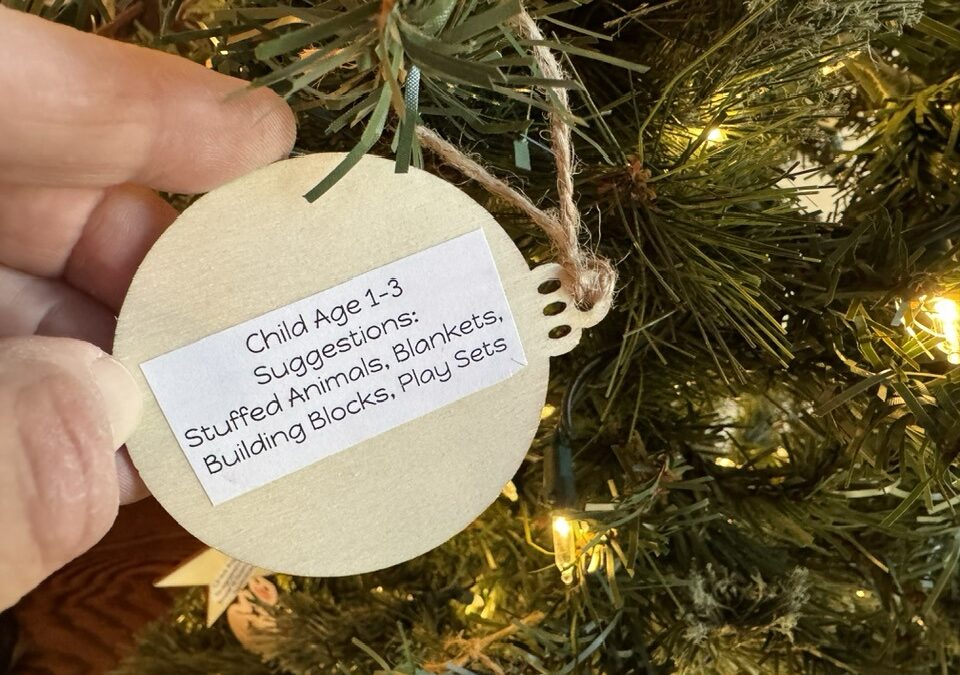 Child Age 1-3
Suggestions:
Stuffed Animals, Blankets,
Building Blocks, Play Sets